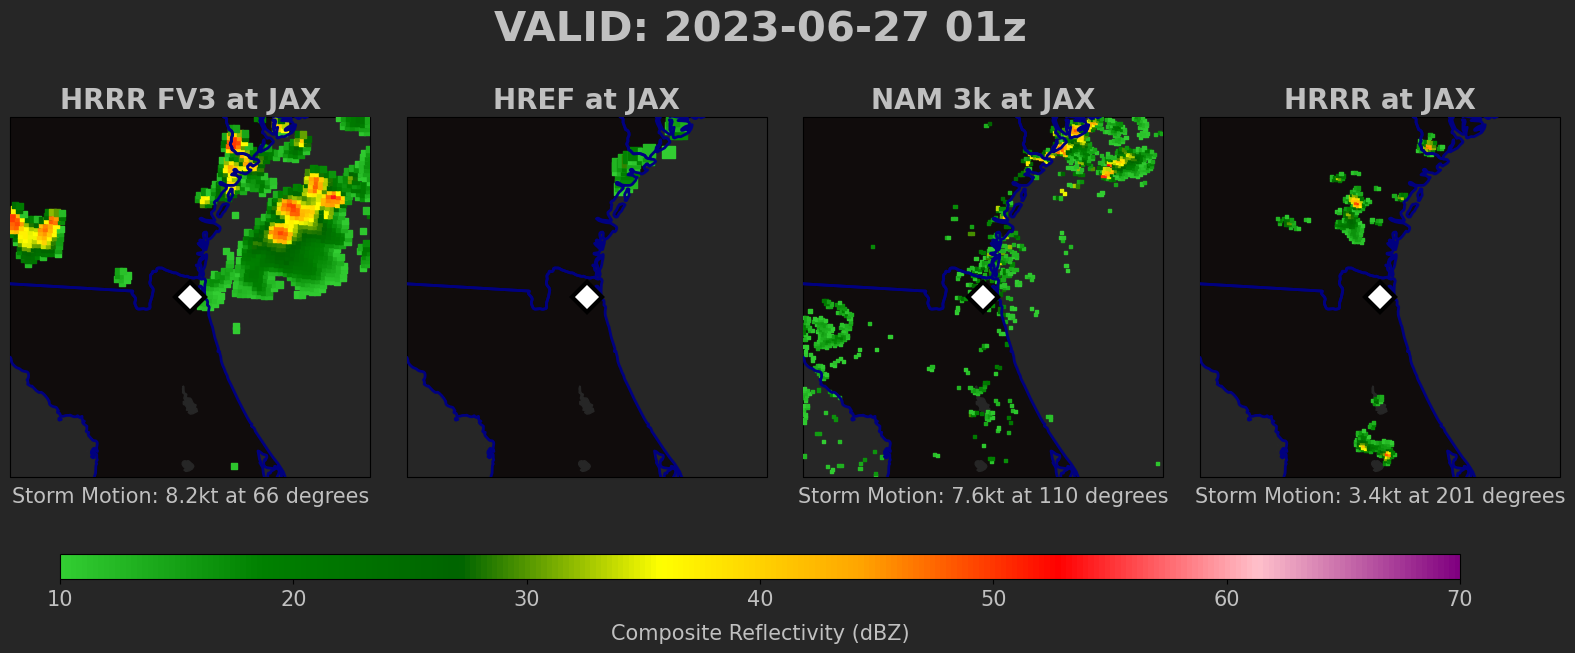 VALID: 2023-06-27 01z
HRRR FV3 at JAX
HREF at JAX
NAM 3k at JAX
HRRR at JAX
Storm Motion: 8.2kt at 66 degrees
Storm Motion: 7.6kt at 110 degrees
Storm Motion: 3.4kt at 201 degrees
10 20 30 40 50 60 70
Composite Reflectivity (dBZ)